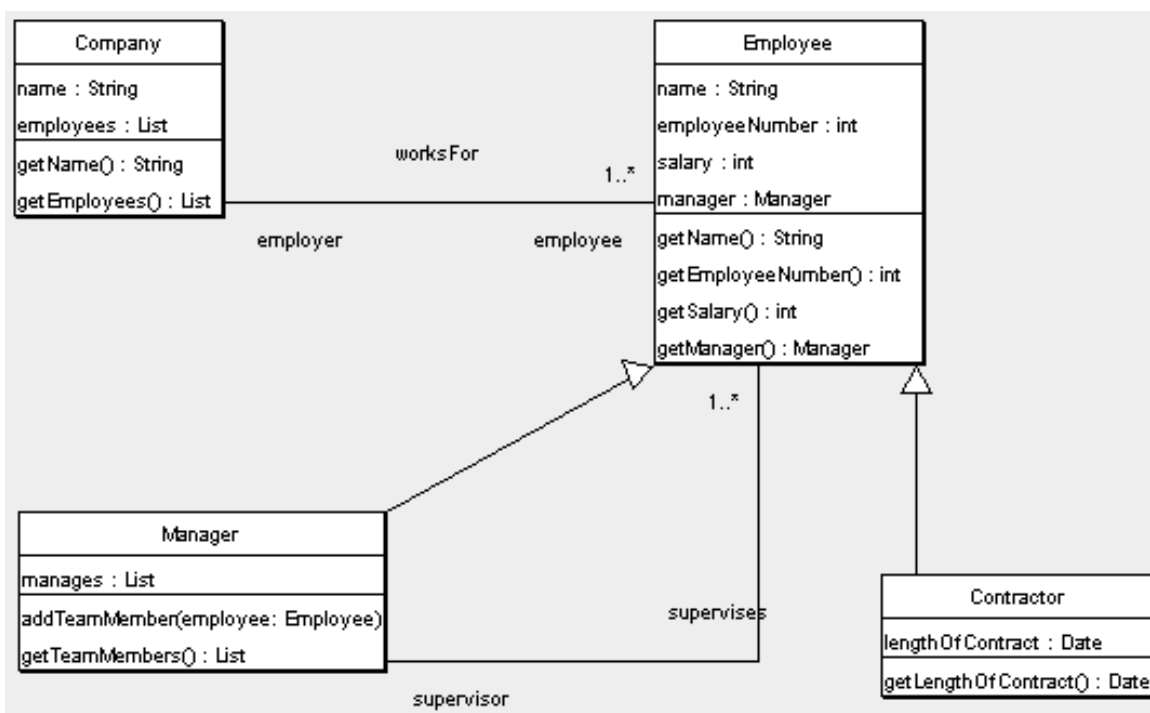 Company
name : String
employees : List
getName() : String
getEmployees() : List
worksFor
1..*
employer
employee
Employee
name : String
employeeNumber : int
salary : int
manager : Manager
getName() : String
getEmployeeNumber() : int
getSalary() : int
getManager() : Manager
1..*
Manager
manages : List
addTeamMember(employee: Employee)
getTeamMembers() : List
supervises
supervisor
Contractor
lengthOfContract : Date
getLengthOfContract() : Date